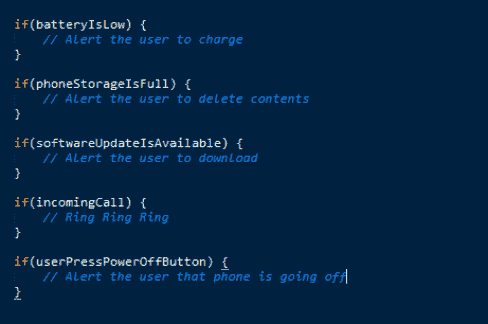 if(batteryIsLow) {
    // Alert the user to charge
}
if(phoneStorageIsFull) {
    // Alert the user to delete contents
}
if(softwareUpdateIsAvailable) {
    // Alert the user to download
}
if(incomingCall) {
    // Ring Ring Ring
}
if(userPressPowerOffButton) {
    // Alert the user that phone is going off
}